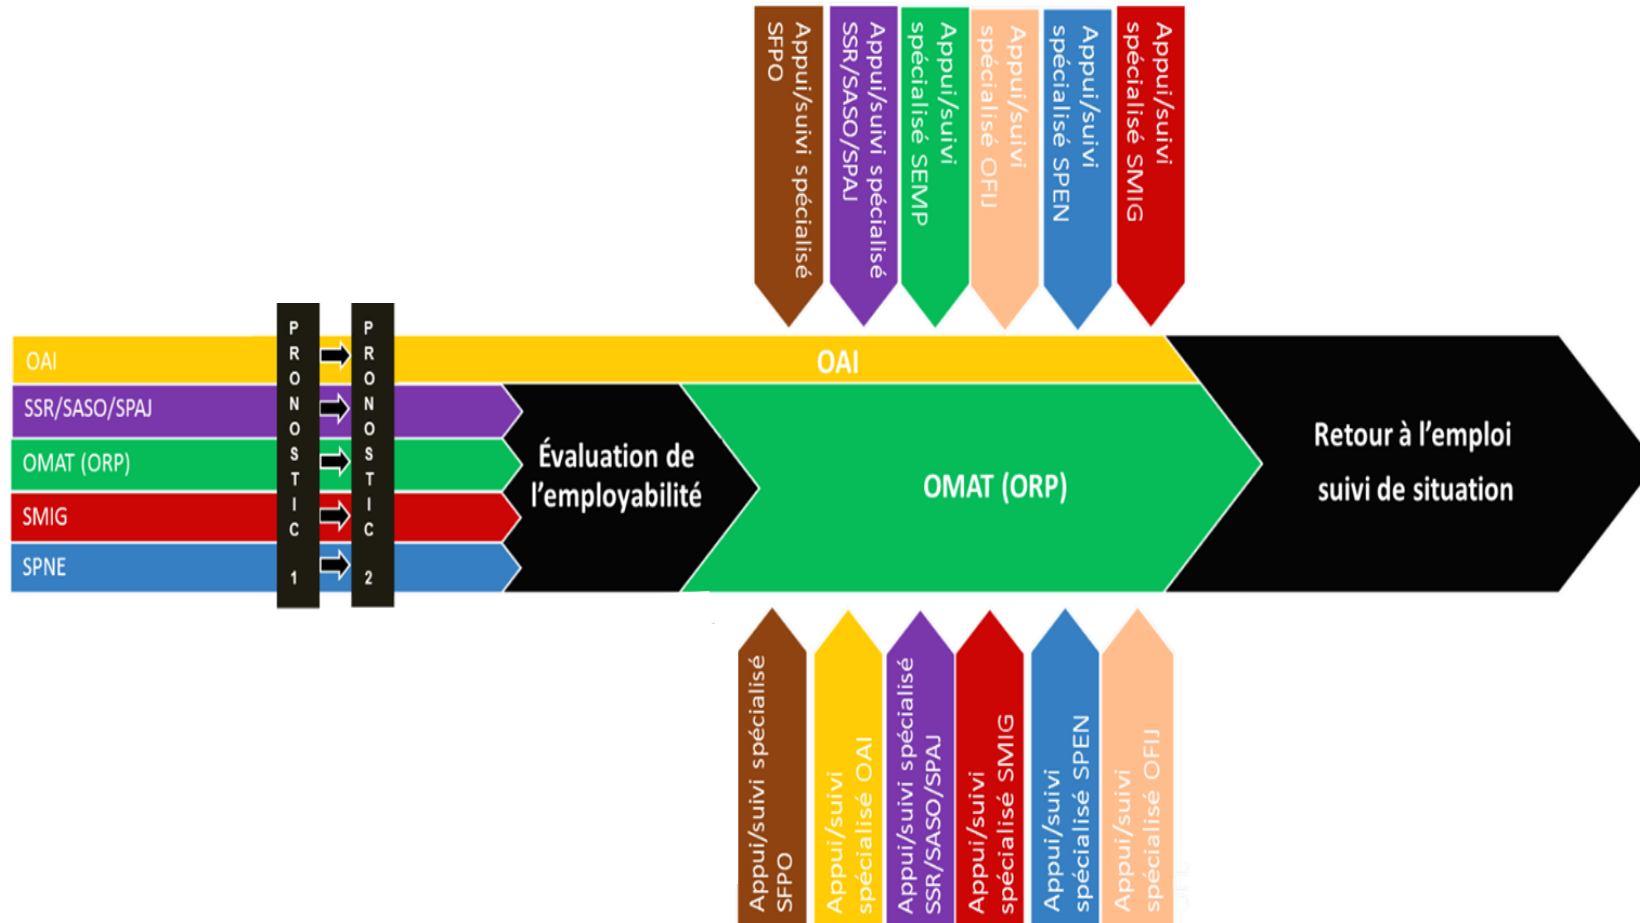 Appui/suivi spécialisé
SFPO
Appui/suivi spécialisé
SSR/SASO/SPAJ
Appui/suivi
spécialisé SEMP
Appui/suivi
spécialisé OFIJ
Appui/suivi
spécialisé SPEN
Appui/suivi
spécialisé SMIG
PRONOSTIC 1
PRONOSTIC 2
OAI
OAI
SSR/SASO/SPAJ
OMAT (ORP)
SMIG
SPNE
Évaluation de
l'employabilité
OMAT (ORP)
Retour à l'emploi
suivi de situation
Appui/suivi spécialisé
SFPO
Appui/suivi
spécialisé OAI
Appui/suivi spécialisé
SSR/SASO/SPAJ
Appui/suivi
spécialisé SMIG
Appui/suivi
spécialisé SPEN
Appui/suivi
spécialisé OFIJ